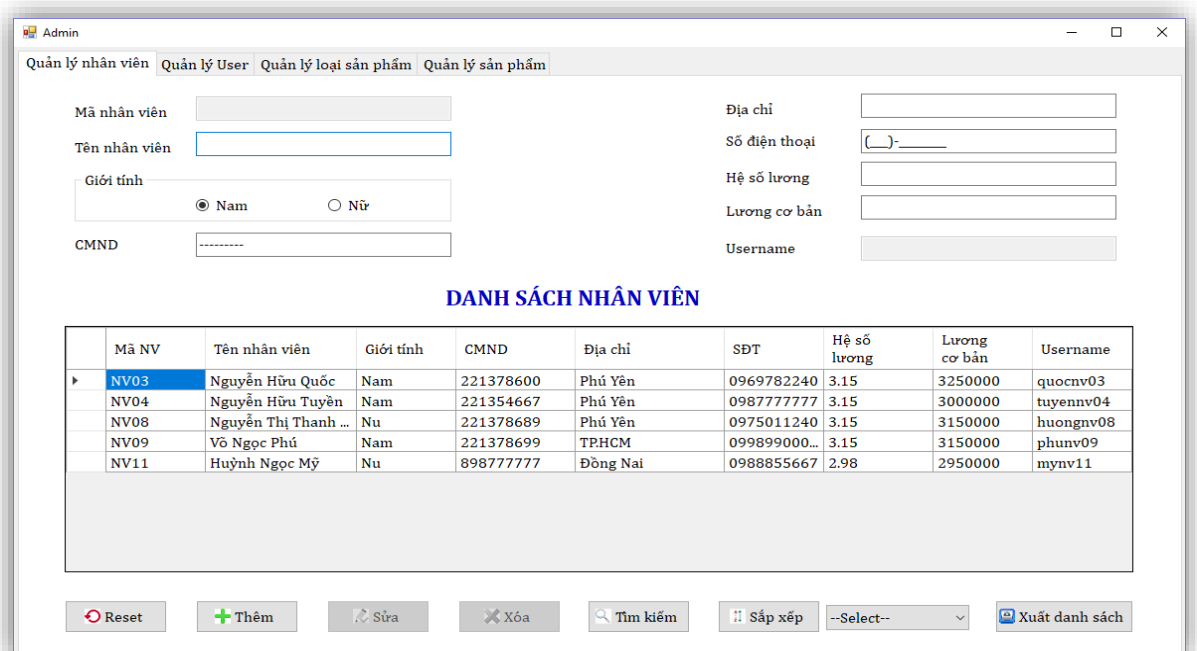 Admin
Quản lý nhân viên Quản lý User Quản lý loại sản phẩm Quản lý sản phẩm
Mã nhân viên
Tên nhân viên
Giới tính
Nam Nữ
CMND ---------
Địa chỉ
Số điện thoại (__)-______
Hệ số lương
Lương cơ bản
Username
DANH SÁCH NHÂN VIÊN
Mã NV Tên nhân viên Giới tính CMND Địa chỉ SĐT Hệ số lương Lương cơ bản Username
NV03 Nguyễn Hữu Quốc Nam 221378600 Phú Yên 0969782240 3.15 3250000 quocnv03
NV04 Nguyễn Hữu Tuyền Nam 221354667 Phú Yên 0987777777 3.15 3000000 tuyennv04
NV08 Nguyễn Thị Thanh ... Nu 221378689 Phú Yên 0975011240 3.15 3150000 huongnv08
NV09 Võ Ngọc Phú Nam 221378699 TP.HCM 099899000... 3.15 3150000 phunv09
NV11 Huỳnh Ngọc Mỹ Nu 898777777 Đồng Nai 0988855667 2.98 2950000 mynv11
Reset Thêm Sửa Xóa Tìm kiếm Sắp xếp --Select-- Xuất danh sách